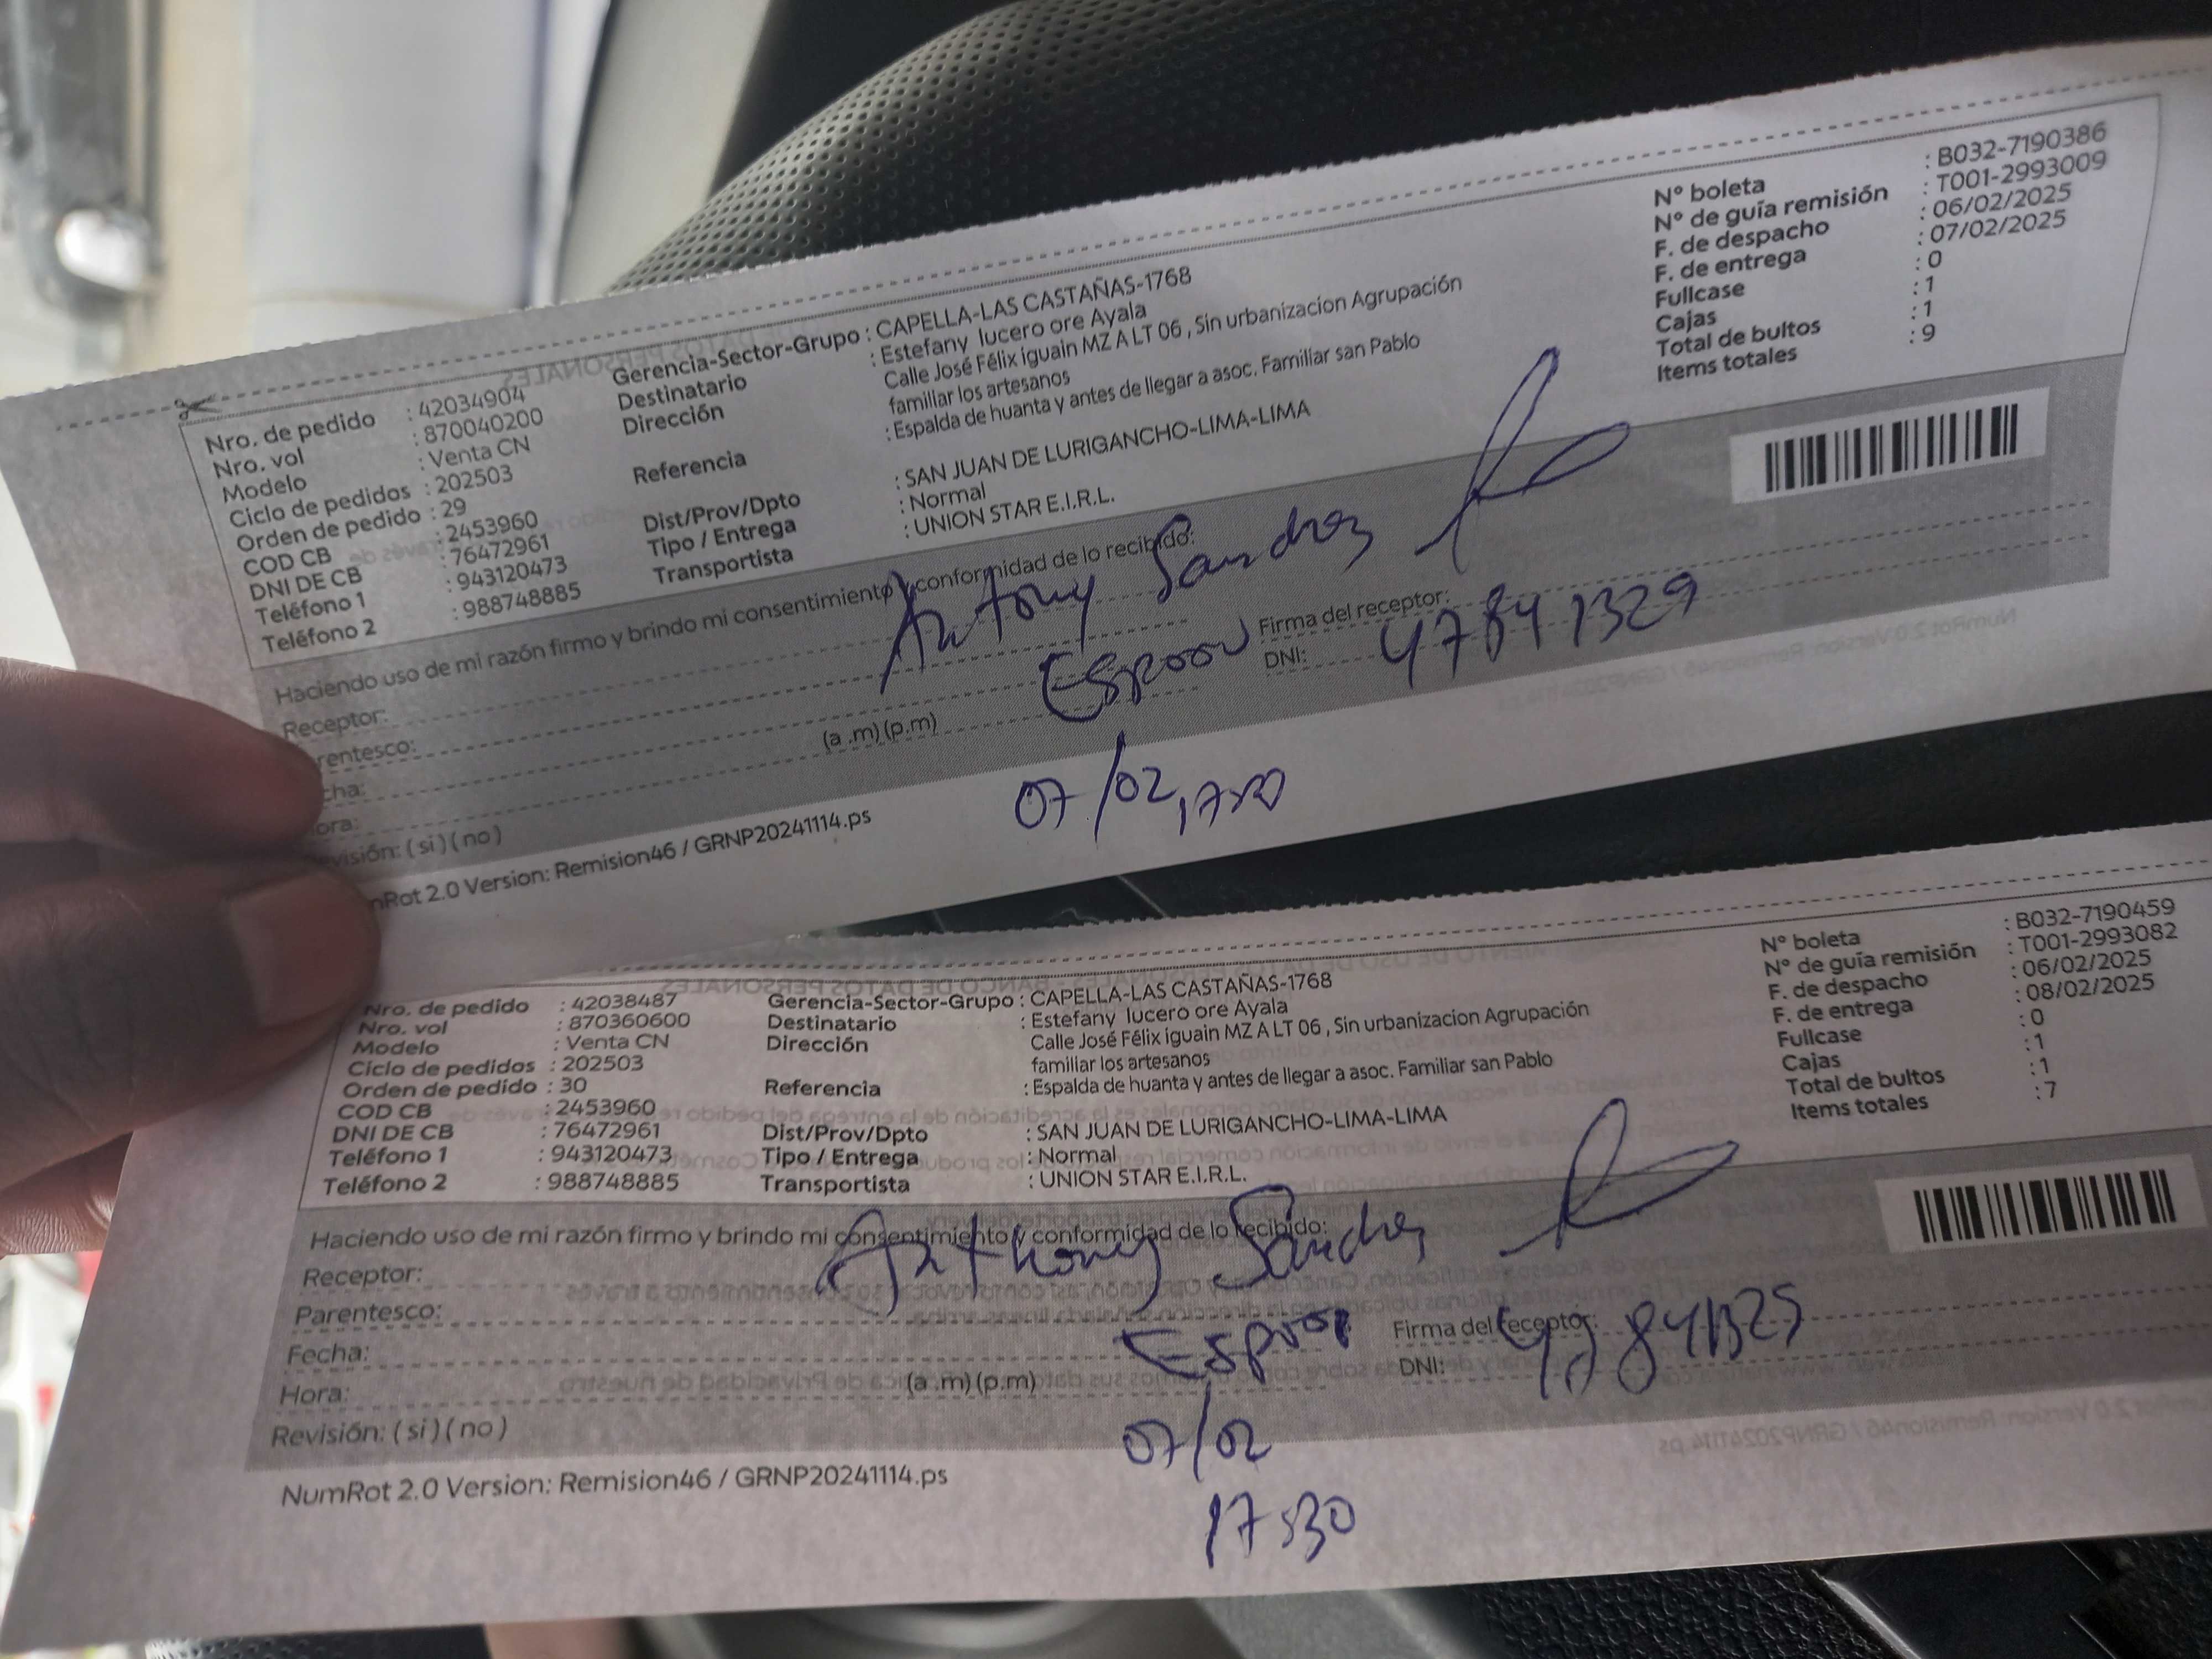 Nro. de pedido : 42034904
Nro. vol : 870040200
Modelo : Venta CN
Ciclo de pedidos : 202503
Orden de pedido : 29
COD CB : 2453960
DNI DE CB : 76472961
Teléfono 1 : 943120473
Teléfono 2 : 988748885
Gerencia-Sector-Grupo : CAPELLA-LAS CASTAÑAS-1768
Destinatario : Estefany lucero ore Ayala
Dirección Calle José Félix iguain MZ A LT 06 , Sin urbanizacion Agrupación
familiar los artesanos
Referencia : Espalda de huanta y antes de llegar a asoc. Familiar san Pablo
Dist/Prov/Dpto : SAN JUAN DE LURIGANCHO-LIMA-LIMA
Tipo / Entrega : Normal
Transportista : UNION STAR E.I.R.L.
N° boleta : B032-7190386
N° de guía remisión : T001-2993009
F. de despacho : 06/02/2025
F. de entrega : 07/02/2025
Fullcase : 0
Cajas : 1
Total de bultos : 1
Items totales : 9
Haciendo uso de mi razón firmo y brindo mi consentimiento y conformidad de lo recibido:
Receptor: Antony Sanchez
rentesco:
cha:
ora: (a .m) (p.m)
visión: ( si ) ( no )
Firma del receptor:
DNI: 47841329
07/02
nRot 2.0 Version: Remision46 / GRNP20241114.ps
Nro. de pedido : 42038487
Nro. vol : 870360600
Modelo : Venta CN
Ciclo de pedidos : 202503
Orden de pedido : 30
COD CB : 2453960
DNI DE CB : 76472961
Teléfono 1 : 943120473
Teléfono 2 : 988748885
Gerencia-Sector-Grupo : CAPELLA-LAS CASTAÑAS-1768
Destinatario : Estefany lucero ore Ayala
Dirección Calle José Félix iguain MZ A LT 06 , Sin urbanizacion Agrupación
familiar los artesanos
Referencia : Espalda de huanta y antes de llegar a asoc. Familiar san Pablo
Dist/Prov/Dpto : SAN JUAN DE LURIGANCHO-LIMA-LIMA
Tipo / Entrega : Normal
Transportista : UNION STAR E.I.R.L.
N° boleta : B032-7190459
N° de guía remisión : T001-2993082
F. de despacho : 06/02/2025
F. de entrega : 08/02/2025
Fullcase : 0
Cajas : 1
Total de bultos : 1
Items totales : 7
Haciendo uso de mi razón firmo y brindo mi consentimiento y conformidad de lo recibido:
Receptor: Anthony Sanchez
Parentesco:
Fecha:
Hora: (a .m) (p.m)
Revisión: ( si ) ( no )
Firma del receptor:
DNI:
07/02
17:30
NumRot 2.0 Version: Remision46 / GRNP20241114.ps